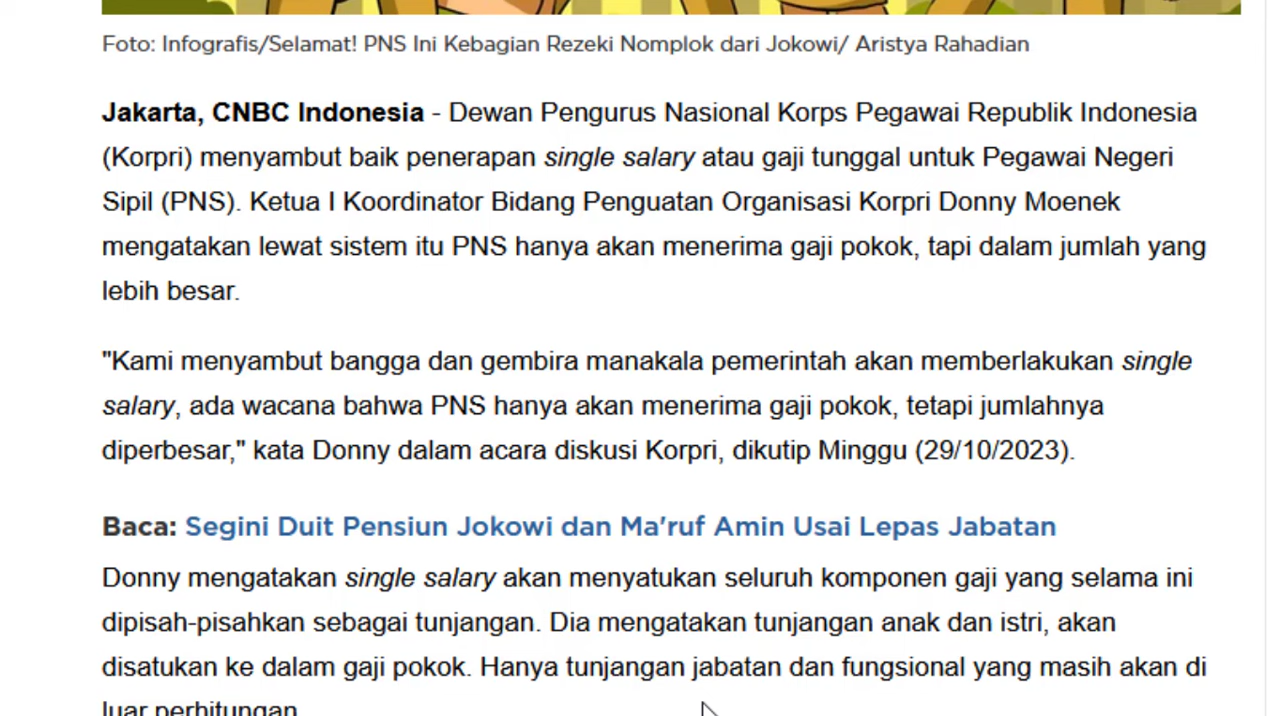 Foto: Infografis/Selamat! PNS Ini Kebagian Rezeki Nomplok dari Jokowi/ Aristya Rahadian
Jakarta, CNBC Indonesia - Dewan Pengurus Nasional Korps Pegawai Republik Indonesia
(Korpri) menyambut baik penerapan single salary atau gaji tunggal untuk Pegawai Negeri
Sipil (PNS). Ketua I Koordinator Bidang Penguatan Organisasi Korpri Donny Moenek
mengatakan lewat sistem itu PNS hanya akan menerima gaji pokok, tapi dalam jumlah yang
lebih besar.
"Kami menyambut bangga dan gembira manakala pemerintah akan memberlakukan single
salary, ada wacana bahwa PNS hanya akan menerima gaji pokok, tetapi jumlahnya
diperbesar," kata Donny dalam acara diskusi Korpri, dikutip Minggu (29/10/2023).
Baca: Segini Duit Pensiun Jokowi dan Ma'ruf Amin Usai Lepas Jabatan
Donny mengatakan single salary akan menyatukan seluruh komponen gaji yang selama ini
dipisah-pisahkan sebagai tunjangan. Dia mengatakan tunjangan anak dan istri, akan
disatukan ke dalam gaji pokok. Hanya tunjangan jabatan dan fungsional yang masih akan di
luar perhitungan.